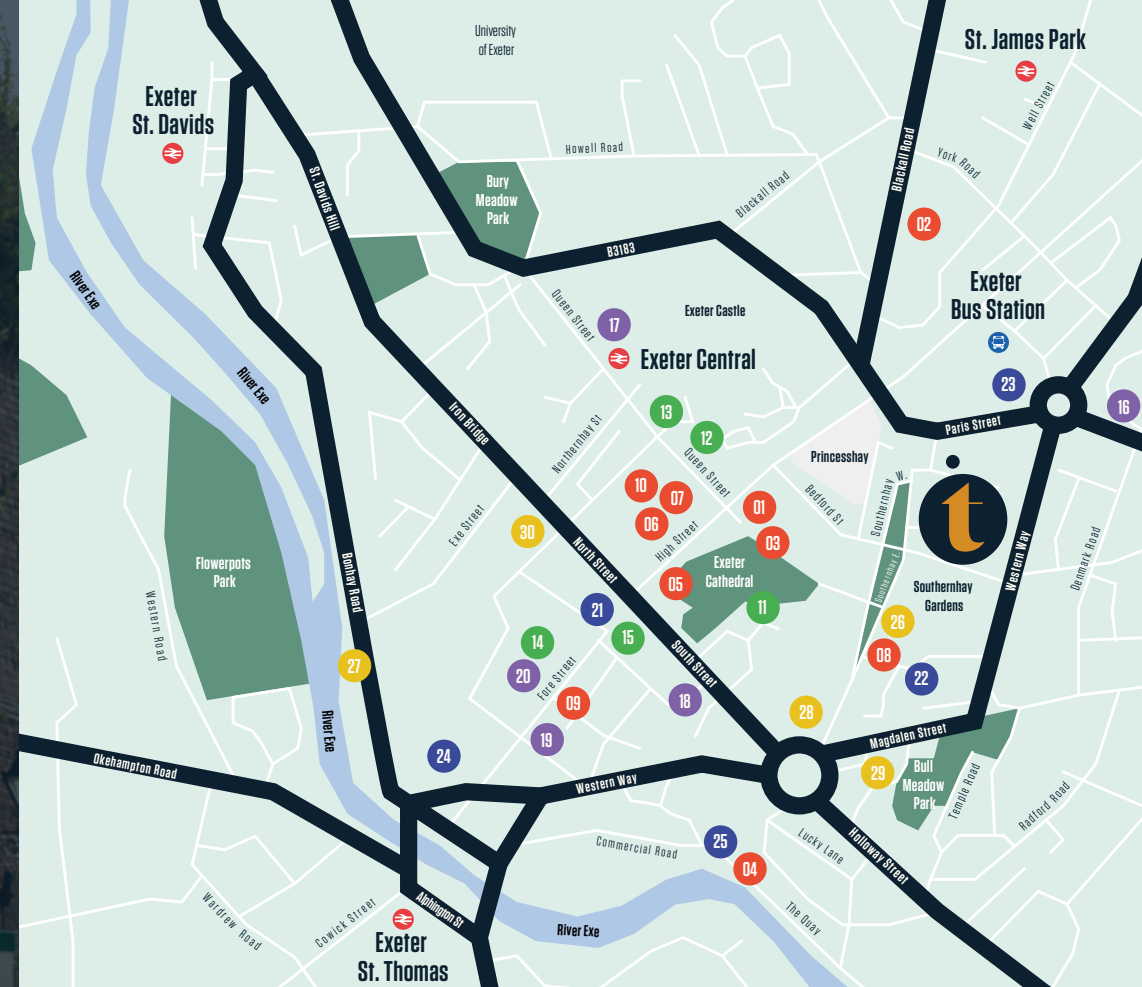 University
of Exeter
St. James Park
Exeter
St. Davids
Well Street
Howell Road
York Road
Blackall Road
St. Davids Hill
Bury
Meadow
Park
Blackall Road
02
B3183
River Exe
Exeter
Bus Station
Queen Street
17
Exeter Castle
Exeter Central
River Exe
23
16
Iron Bridge
13
12
Paris Street
Northernhay St
Queen Street
Princesshay
10
07
06
01
Bedford St
Southernhay W.
t
Exe Street
30
High Street
03
North Street
Western Way
Denmark Road
Flowerpots
Park
Bonhay Road
05
Exeter
Cathedral
11
Southernhay E.
Southernhay
Gardens
Western Road
21
15
26
14
08
27
20
Fore Street
09
South Street
18
22
River Exe
19
28
24
Magdalen Street
Okehampton Road
Western Way
29
Bull
Meadow
Park
Temple Road
Radford Road
Commercial Road
25
04
Lucky Lane
Holloway Street
Wardrew Road
Cowick Street
Alphington St
The Quay
River Exe
Exeter
St. Thomas